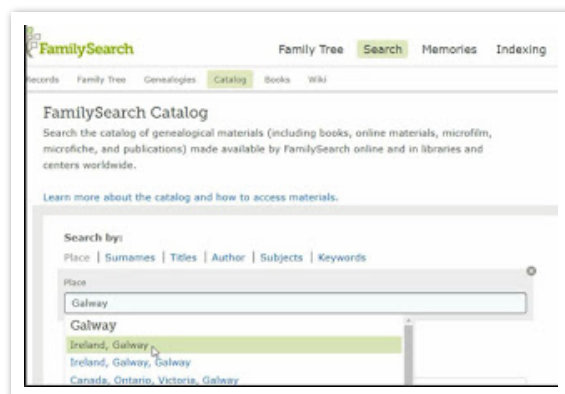 FamilySearch
Family Tree Search Memories Indexing
Records Family Tree Genealogies Catalog Books Wiki
FamilySearch Catalog
Search the catalog of genealogical materials (including books, online materials, microfilm,
microfiche, and publications) made available by FamilySearch online and in libraries and
centers worldwide.
Learn more about the catalog and how to access materials.
Search by:
Place | Surnames | Titles | Author | Subjects | Keywords
Place
Galway
Galway
Ireland, Galway
Ireland, Galway, Galway
Canada, Ontario, Victoria, Galway